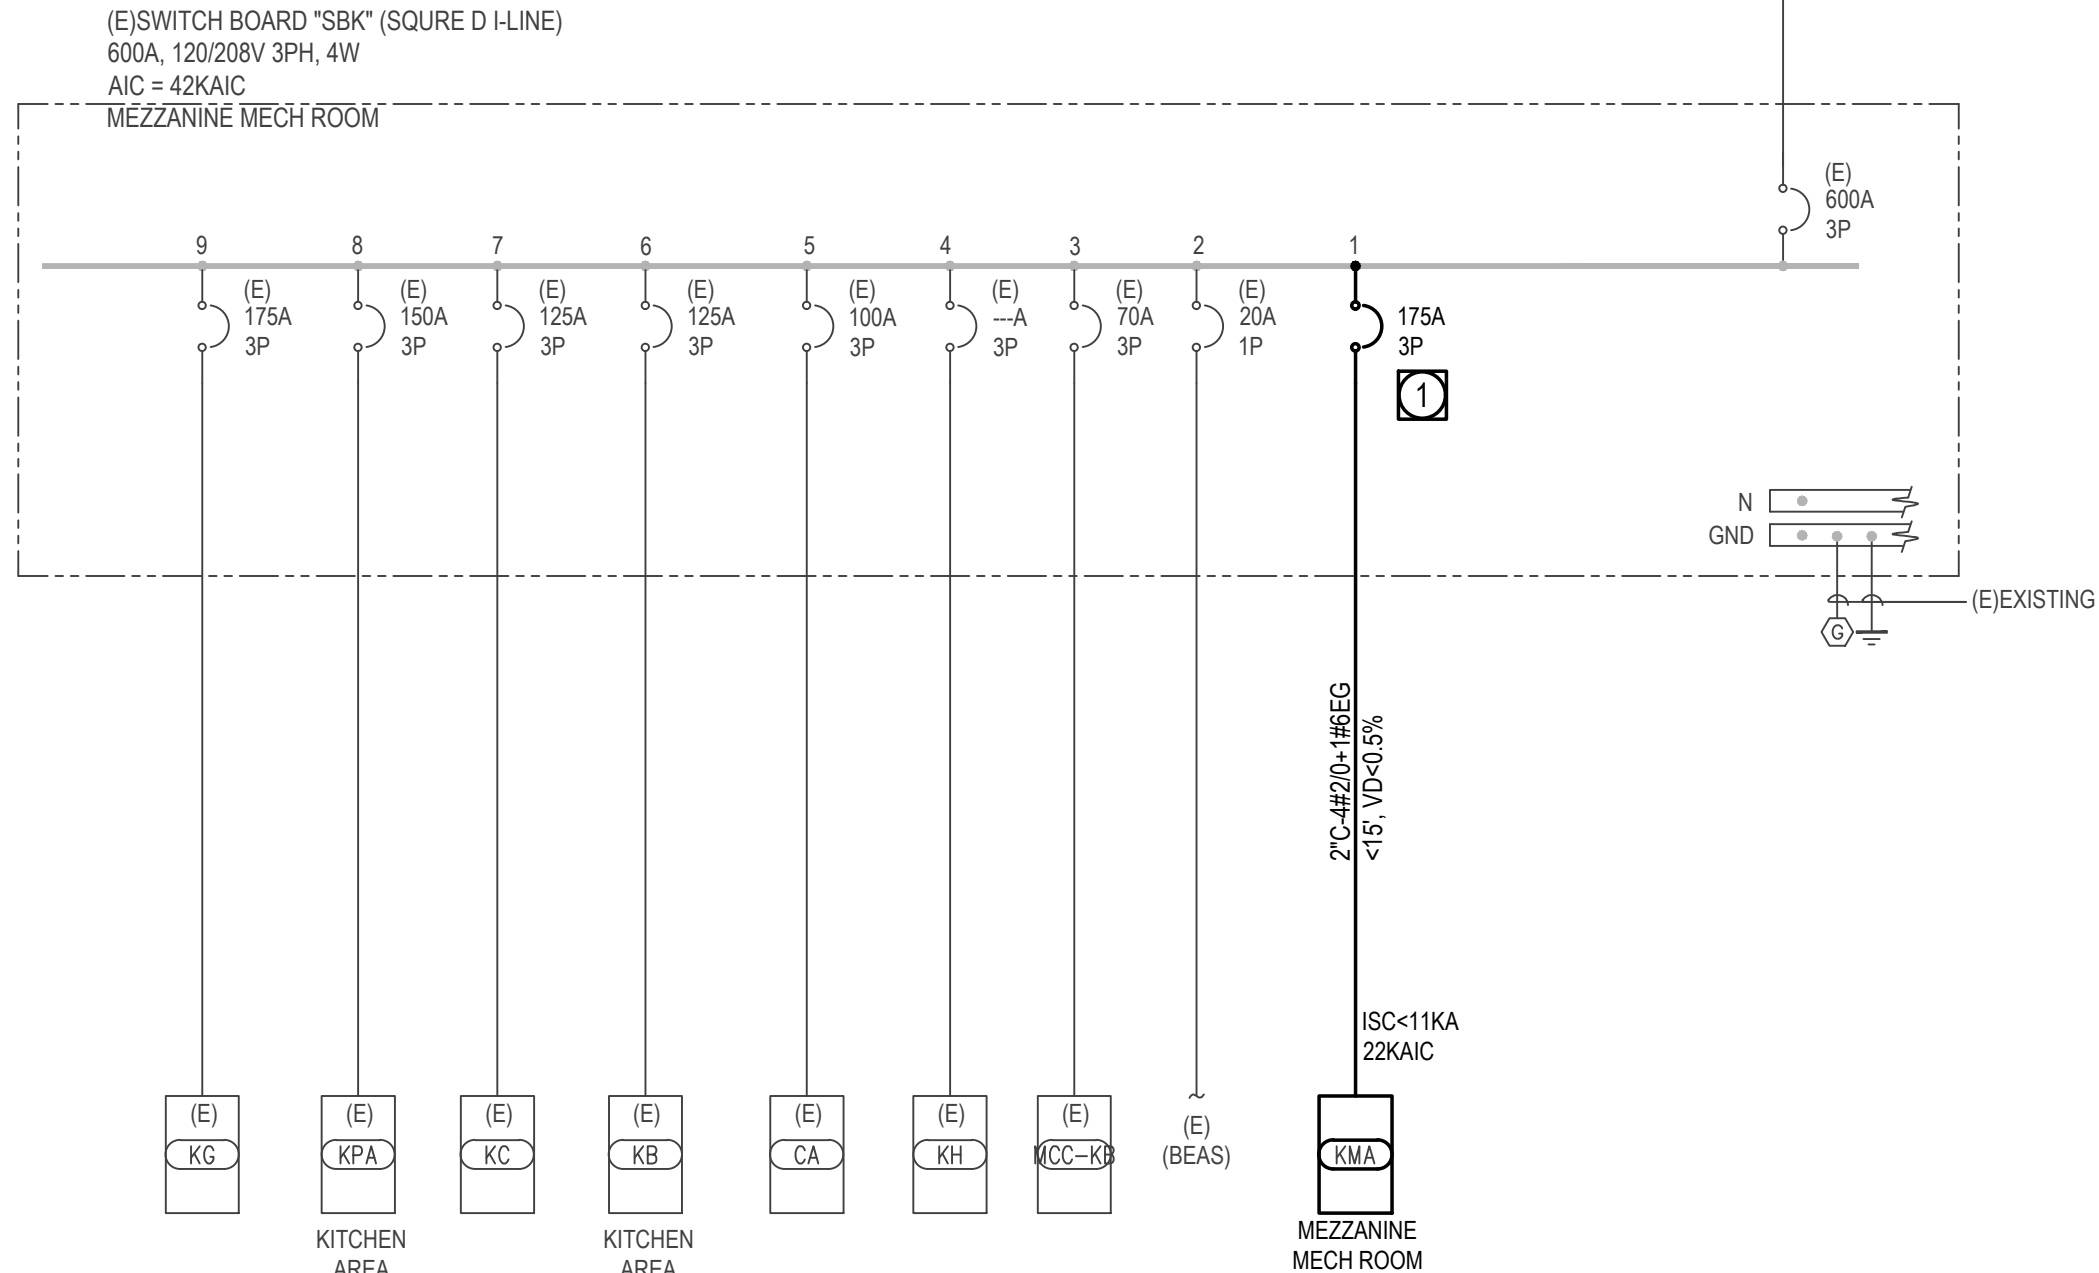 (E)SWITCH BOARD "SBK" (SQURE D I-LINE)
600A, 120/208V 3PH, 4W
AIC = 42KAIC
MEZZANINE MECH ROOM
(E)
600A
3P
9
8
7
6
5
4
3
2
1
(E)
175A
3P
(E)
150A
3P
(E)
125A
3P
(E)
125A
3P
(E)
100A
3P
(E)
---A
3P
(E)
70A
3P
(E)
20A
1P
175A
3P
1
N
GND
(E)EXISTING
G
2"C-4#2/0+1#6EG
<15', VD<0.5%
ISC<11KA
22KAIC
(E)
KG
(E)
KPA
KITCHEN
AREA
(E)
KC
(E)
KB
KITCHEN
AREA
(E)
CA
(E)
KH
(E)
MCC-KB
~
(E)
(BEAS)
KMA
MEZZANINE
MECH ROOM